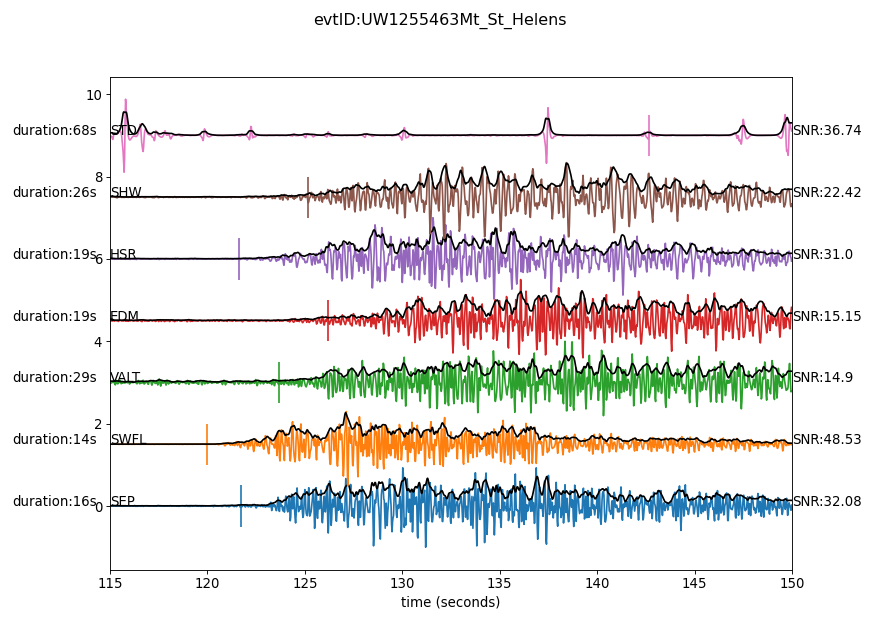 evtID:UW1255463Mt_St_Helens
10
duration:68s STD SNR:36.74
8
duration:26s SHW SNR:22.42
duration:19s HSR SNR:31.0
6
duration:19s EDM SNR:15.15
4
duration:29s VALT SNR:14.9
2
duration:14s SWFL SNR:48.53
duration:16s SEP SNR:32.08
0
115 120 125 130 135 140 145 150
time (seconds)